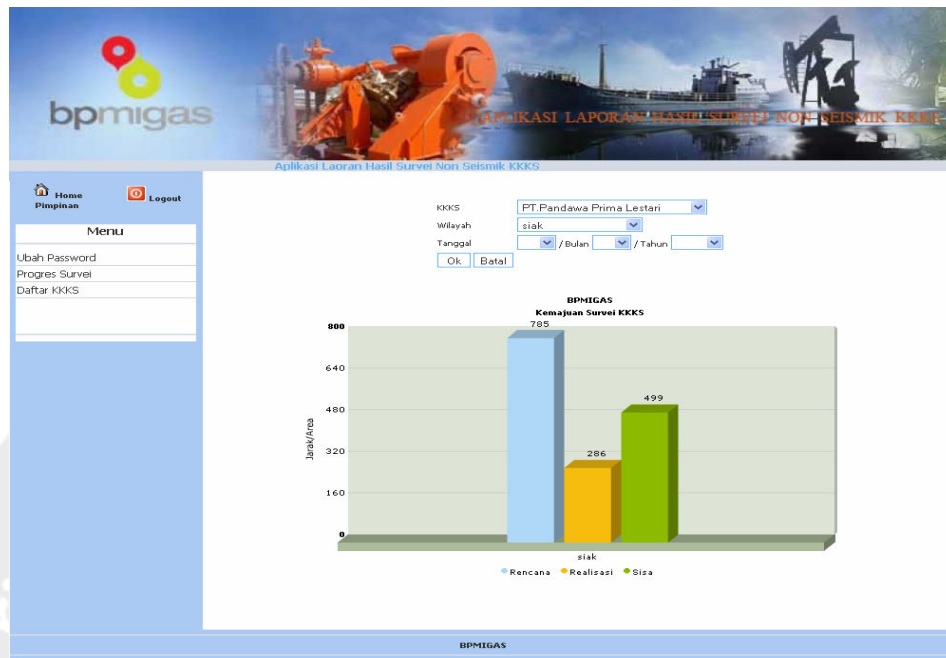 bpmigas
APLIKASI LAPORAN HASIL SURVEI NON SEISMIK KKKS
Aplikasi Laoran Hasil Survei Non Seismik KKKS
Home Pimpinan
Logout
Menu
Ubah Password
Progres Survei
Daftar KKKS
KKKS PT.Pandawa Prima Lestari
Wilayah siak
Tanggal / Bulan / Tahun
Ok Batal
BPMIGAS
Kemajuan Survei KKKS
800
640
480
320
160
0
Jarak/Area
785
286
499
siak
Rencana Realisasi Sisa
BPMIGAS